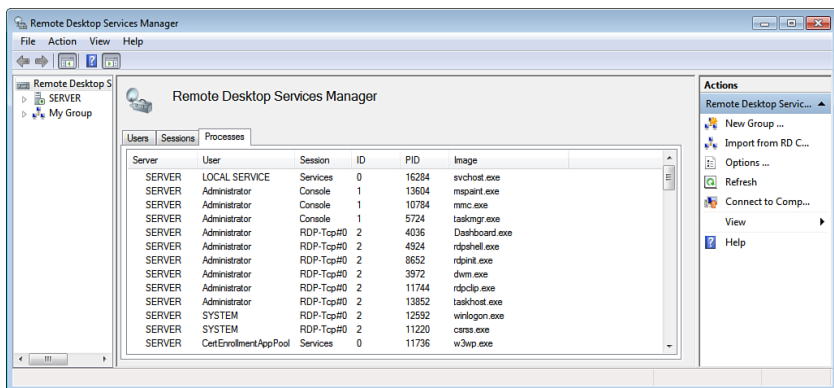 Remote Desktop Services Manager
File Action View Help
Remote Desktop S
SERVER
My Group
Remote Desktop Services Manager
Users Sessions Processes
Server User Session ID PID Image
SERVER LOCAL SERVICE Services 0 16284 svchost.exe
SERVER Administrator Console 1 13604 mspaint.exe
SERVER Administrator Console 1 10784 mmc.exe
SERVER Administrator Console 1 5724 taskmgr.exe
SERVER Administrator RDP-Tcp#0 2 4036 Dashboard.exe
SERVER Administrator RDP-Tcp#0 2 4924 rdpshell.exe
SERVER Administrator RDP-Tcp#0 2 8652 rdpinit.exe
SERVER Administrator RDP-Tcp#0 2 3972 dwm.exe
SERVER Administrator RDP-Tcp#0 2 11744 rdpclip.exe
SERVER Administrator RDP-Tcp#0 2 13852 taskhost.exe
SERVER SYSTEM RDP-Tcp#0 2 12592 winlogon.exe
SERVER SYSTEM RDP-Tcp#0 2 11220 csrss.exe
SERVER CertEnrollmentAppPool Services 0 11736 w3wp.exe
Actions
Remote Desktop Servic...
New Group ...
Import from RD C...
Options ...
Refresh
Connect to Comp...
View
Help